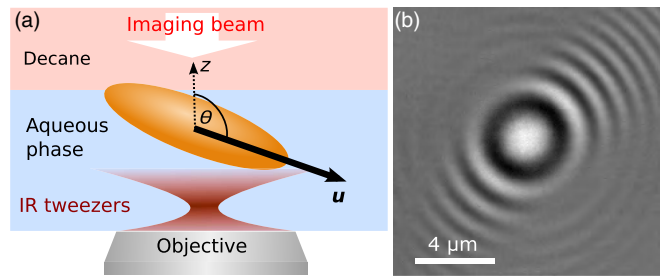 (a)
Imaging beam
Decane
z
θ
Aqueous
phase
u
IR tweezers
Objective
(b)
4 μm